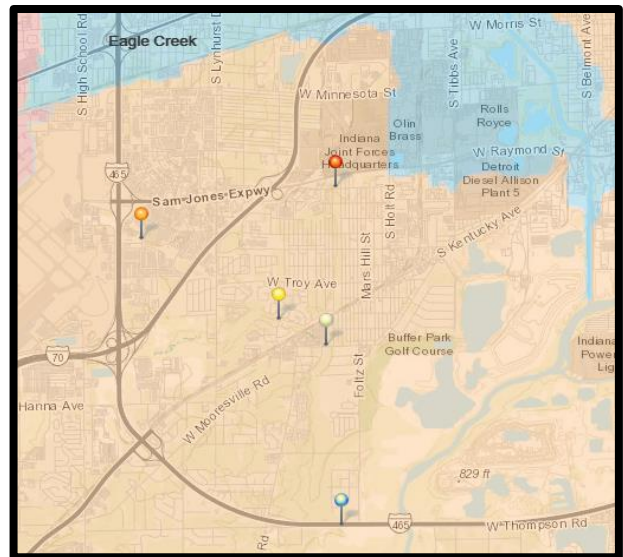 W Morris St
Eagle Creek
S High School Rd
S Lynhurst D
S Tibbs Ave
S Belmont Ave
W Minnesota St
Rolls
Royce
Olin
Brass
Indiana
Joint Forces
Headquarters
W Raymond St
Detroit
Diesel Allison
Plant 5
465
Sam Jones Expwy
S Holt Rd
Mars Hill St
S Kentucky Ave
W Troy Ave
Buffer Park
Golf Course
Indiana
Power
Lig
70
Foltz St
W Mooresville Rd
Hanna Ave
829 ft
465
W Thompson Rd
Rd